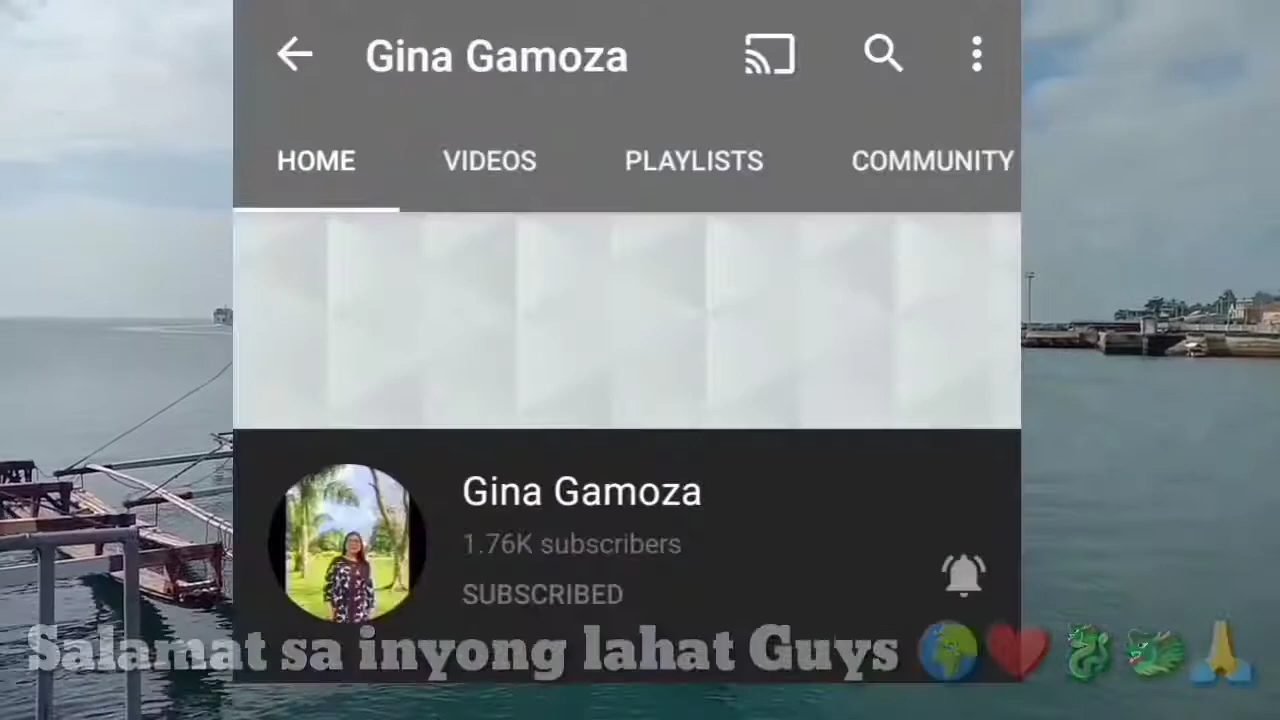 Gina Gamoza
HOME VIDEOS PLAYLISTS COMMUNITY
Gina Gamoza
1.76K subscribers
SUBSCRIBED
Salamat sa inyong lahat Guys 🌍❤️🐉🐲🙏